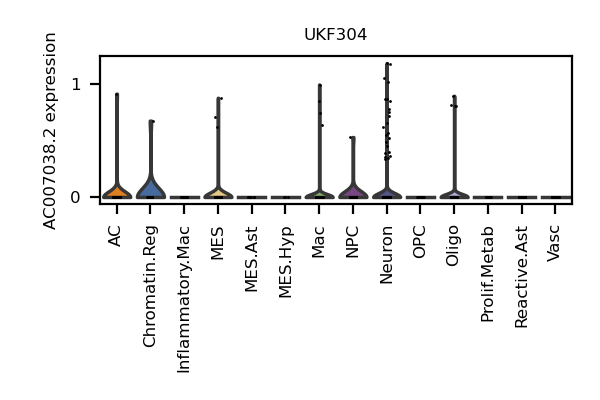 UKF304
AC007038.2 expression
1
0
AC
Chromatin.Reg
Inflammatory.Mac
MES
MES.Ast
MES.Hyp
Mac
NPC
Neuron
OPC
Oligo
Prolif.Metab
Reactive.Ast
Vasc